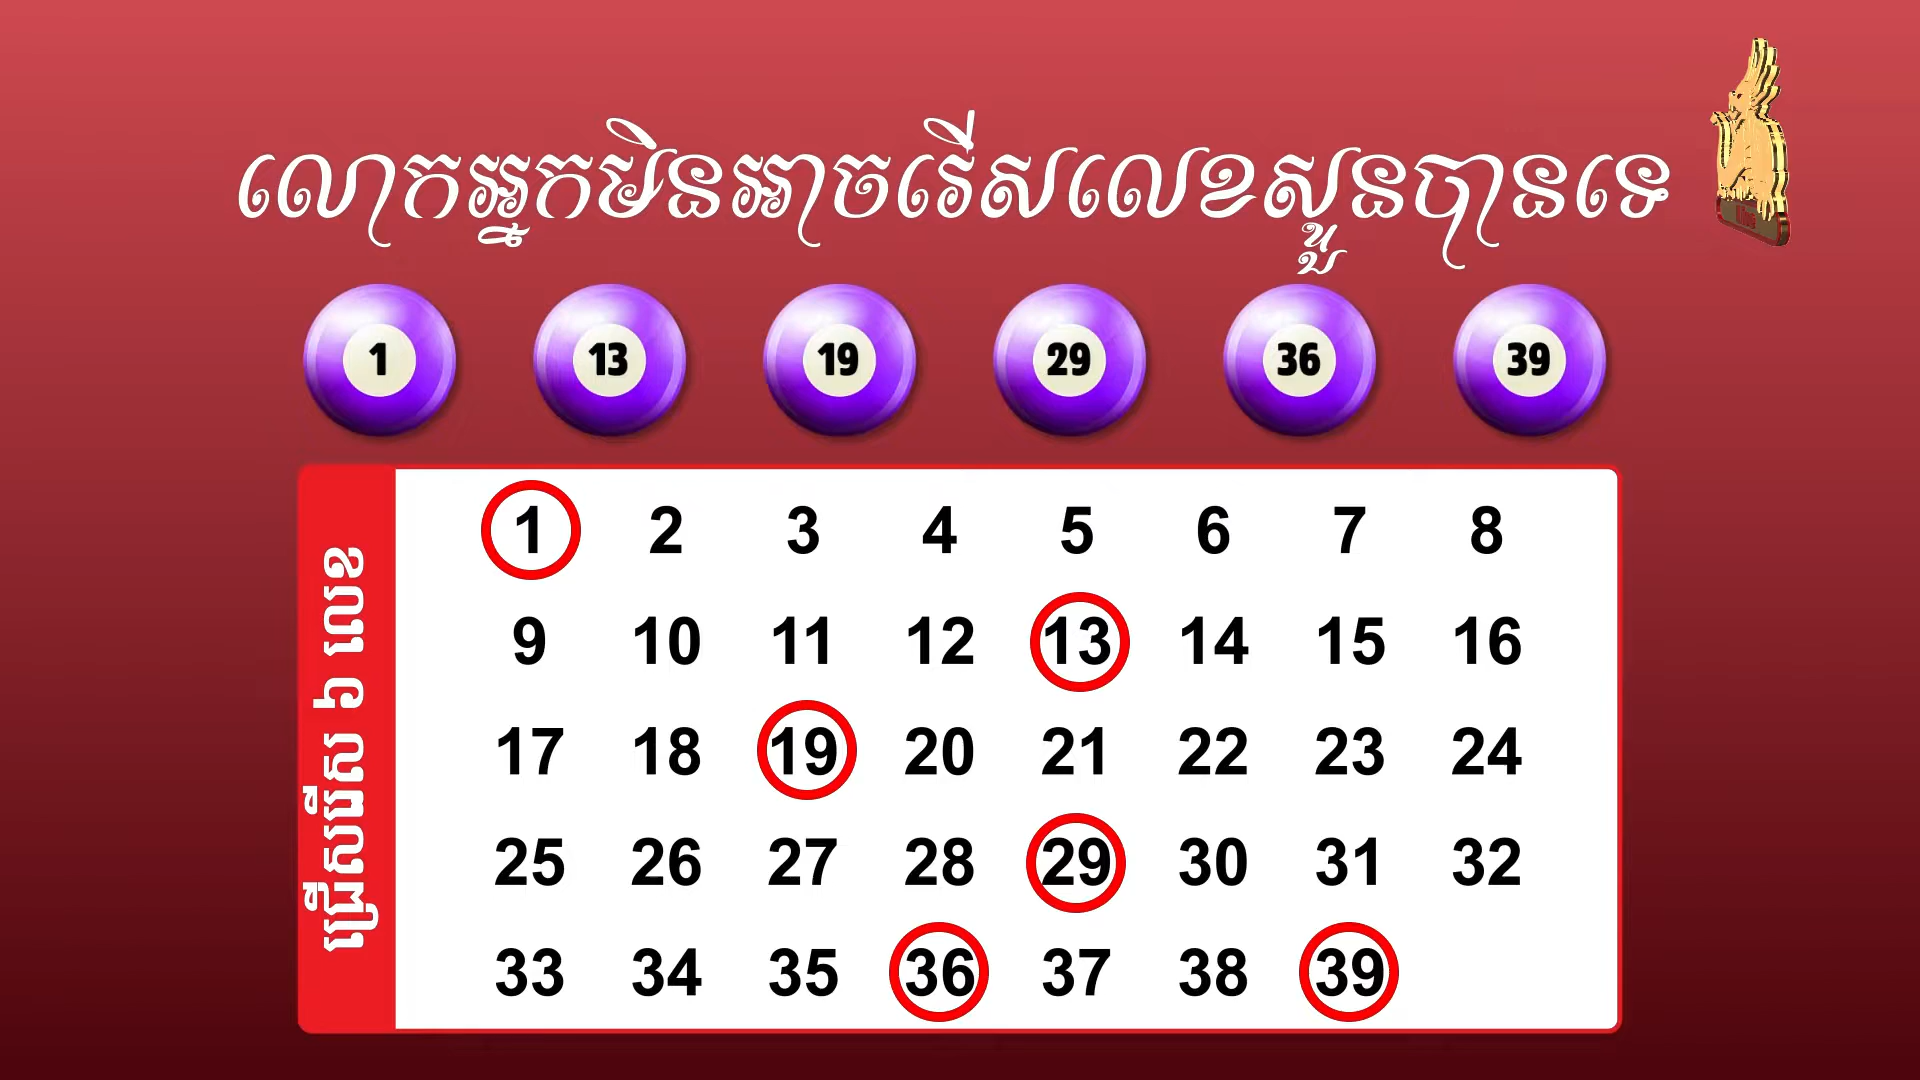 លោកអ្នកមិនអាចរើសលេខស្ទួនបានទេ
1 13 19 29 36 39
ជ្រើសរើស ៦ លេខ
1 2 3 4 5 6 7 8
9 10 11 12 13 14 15 16
17 18 19 20 21 22 23 24
25 26 27 28 29 30 31 32
33 34 35 36 37 38 39